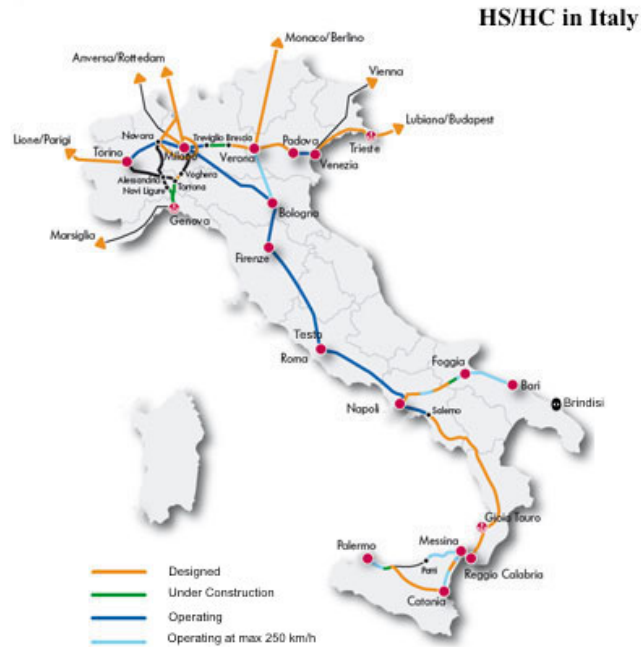 HS/HC in Italy
Monaco/Berlino
Anversa/Rottedam
Vienna
Lubiana/Budapest
Lione/Parigi
Novara
Treviglio Brescia
Padova
Trieste
Torino
Milano
Verona
Venezia
Alessandria
Voghera
Novi Ligure
Tortona
Bologna
Genova
Marsiglia
Firenze
Testo
Roma
Foggia
Bari
Napoli
Salerno
Brindisi
Gioia Tauro
Messina
Palermo
Patti
Reggio Calabria
Catania
Designed
Under Construction
Operating
Operating at max 250 km/h